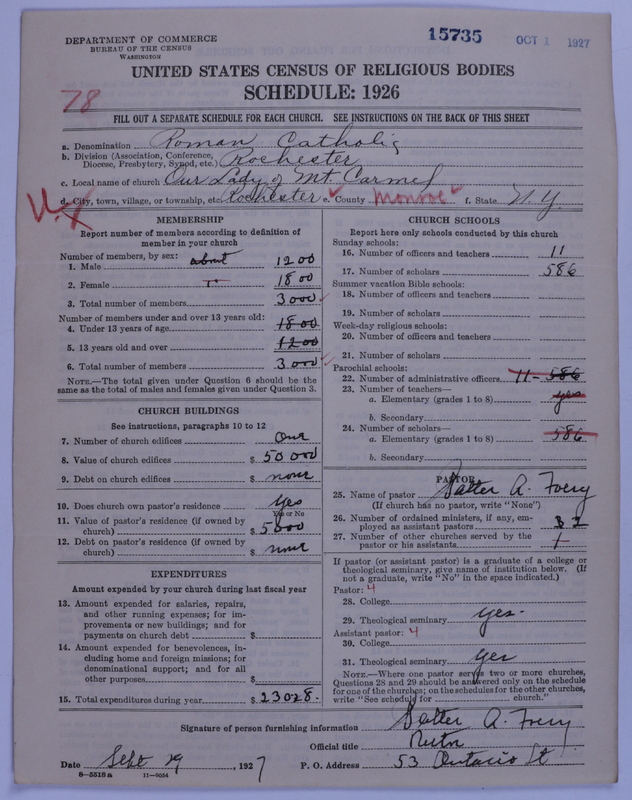 DEPARTMENT OF COMMERCE
BUREAU OF THE CENSUS
WASHINGTON
15735
OCT 1 1927
UNITED STATES CENSUS OF RELIGIOUS BODIES
SCHEDULE: 1926
78
FILL OUT A SEPARATE SCHEDULE FOR EACH CHURCH. SEE INSTRUCTIONS ON THE BACK OF THIS SHEET
a. Denomination Roman Catholic
b. Division (Association, Conference, Diocese, Presbytery, Synod, etc.) Rochester
c. Local name of church Our Lady of Mt. Carmel
d. City, town, village, or township, etc. Rochester e. County Monroe f. State N.Y.
MEMBERSHIP
Report number of members according to definition of
member in your church
Number of members, by sex: about
1. Male 1200
2. Female 1800
3. Total number of members 3000
Number of members under and over 13 years old:
4. Under 13 years of age 1800
5. 13 years old and over 1200
6. Total number of members 3000
NOTE.—The total given under Question 6 should be the
same as the total of males and females given under Question 3.
CHURCH BUILDINGS
See instructions, paragraphs 10 to 12
7. Number of church edifices One
8. Value of church edifices $ 50000
9. Debt on church edifices $ none
10. Does church own pastor's residence? Yes
Yes or No
11. Value of pastor's residence (if owned by
church) $ 5000
12. Debt on pastor's residence (if owned by
church) $ none
EXPENDITURES
Amount expended by your church during last fiscal year
13. Amount expended for salaries, repairs,
and other running expenses; for im-
provements or new buildings; and for
payments on church debt $
14. Amount expended for benevolences, in-
cluding home and foreign missions; for
denominational support; and for all
other purposes $
15. Total expenditures during year $ 23028.
CHURCH SCHOOLS
Report here only schools conducted by this church
Sunday schools:
16. Number of officers and teachers 11
17. Number of scholars 586
Summer vacation Bible schools:
18. Number of officers and teachers
19. Number of scholars
Week-day religious schools:
20. Number of officers and teachers
21. Number of scholars
Parochial schools:
22. Number of administrative officers 11 - 586
23. Number of teachers—
a. Elementary (grades 1 to 8) yes
b. Secondary
24. Number of scholars—
a. Elementary (grades 1 to 8) 586
b. Secondary
PASTOR
25. Name of pastor Walter A. Foery
(If church has no pastor, write "None")
26. Number of ordained ministers, if any, em-
ployed as assistant pastors 2
27. Number of other churches served by the
pastor or his assistants 1
If pastor (or assistant pastor) is a graduate of a college or
theological seminary, give name of institution below. (If
not a graduate, write "No" in the space indicated.)
Pastor: 4
28. College
29. Theological seminary yes.
Assistant pastor: 4
30. College
31. Theological seminary yes
NOTE.—Where one pastor serves two or more churches,
Questions 28 and 29 should be answered only on the schedule
for one of the churches; on the schedules for the other churches,
write "See schedule for church."
Signature of person furnishing information Walter A. Foery
Official title Rector
Date Sept 29, 1927 P. O. Address 53 Ontario St
8—5518a 11—9054